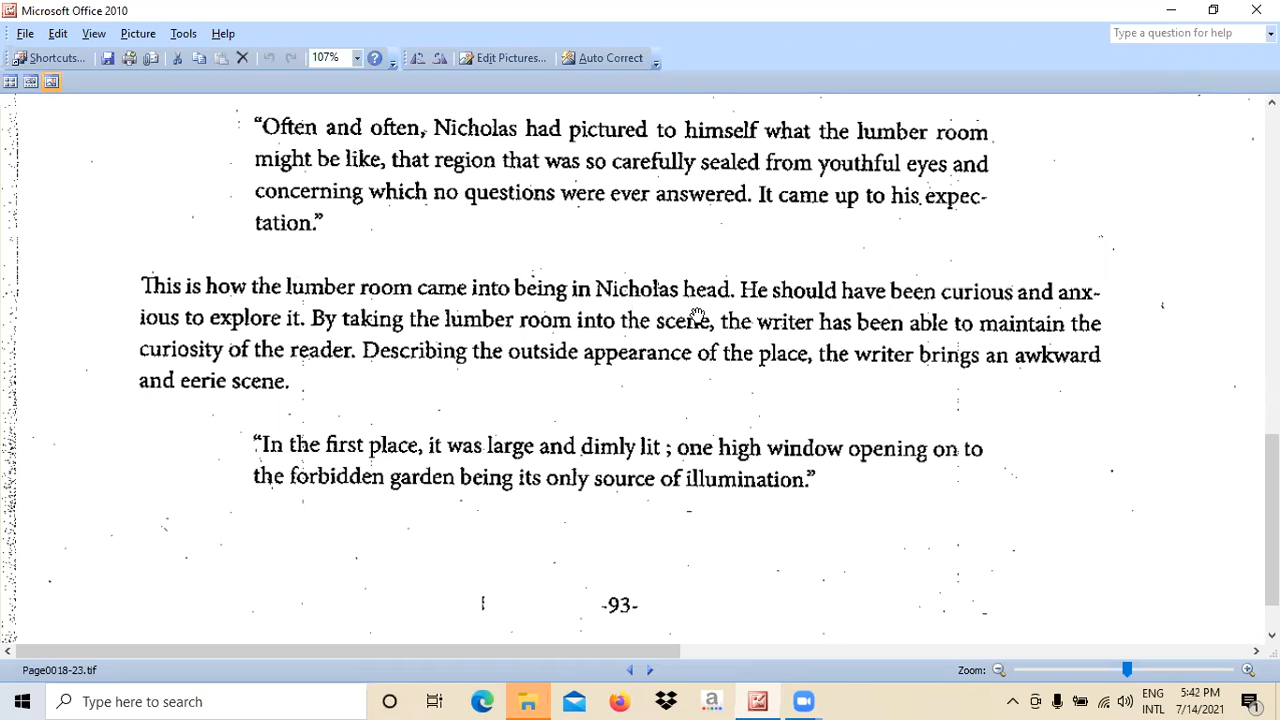 Microsoft Office 2010
File Edit View Picture Tools Help
Type a question for help
Shortcuts... 107% Edit Pictures... Auto Correct
“Often and often, Nicholas had pictured to himself what the lumber room
might be like, that region that was so carefully sealed from youthful eyes and
concerning which no questions were ever answered. It came up to his expec-
tation.”
This is how the lumber room came into being in Nicholas head. He should have been curious and anx-
ious to explore it. By taking the lumber room into the scene, the writer has been able to maintain the
curiosity of the reader. Describing the outside appearance of the place, the writer brings an awkward
and eerie scene.
“In the first place, it was large and dimly lit ; one high window opening on to
the forbidden garden being its only source of illumination.”
-93-
Page0018-23.tif
Zoom:
Type here to search
ENG
INTL
5:42 PM
7/14/2021